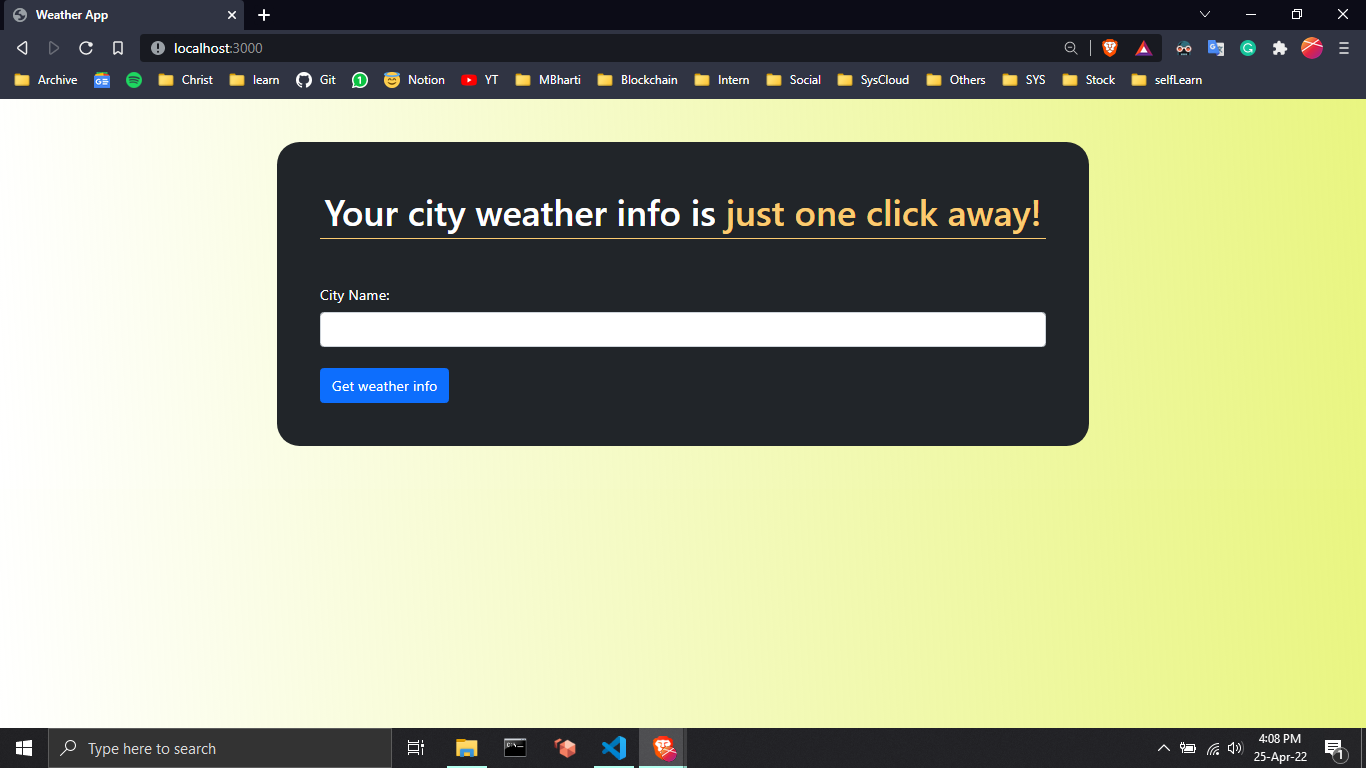 Weather App
localhost:3000
Archive Christ learn Git 1 Notion YT MBharti Blockchain Intern Social SysCloud Others SYS Stock selfLearn
Your city weather info is just one click away!
City Name:
Get weather info
Type here to search
4:08 PM
25-Apr-22
1